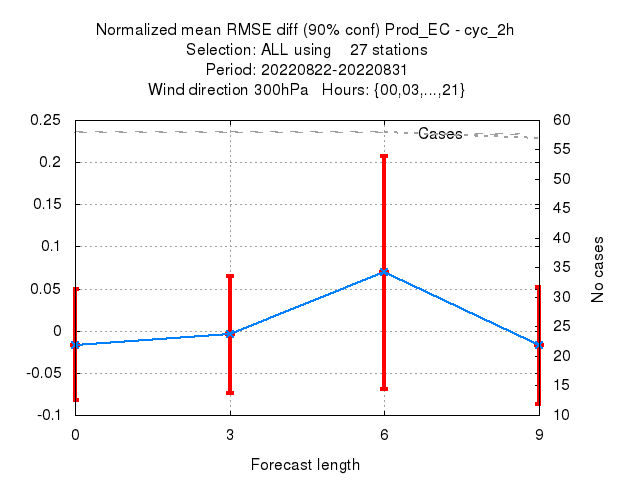 Normalized mean RMSE diff (90% conf) Prod_EC - cyc_2h
Selection: ALL using    27 stations
Period: 20220822-20220831
Wind direction 300hPa   Hours: {00,03,...,21}
0.25
0.2
0.15
0.1
0.05
0
-0.05
-0.1
Cases
60
55
50
45
40
35
30
25
20
15
10
No cases
0 3 6 9
Forecast length